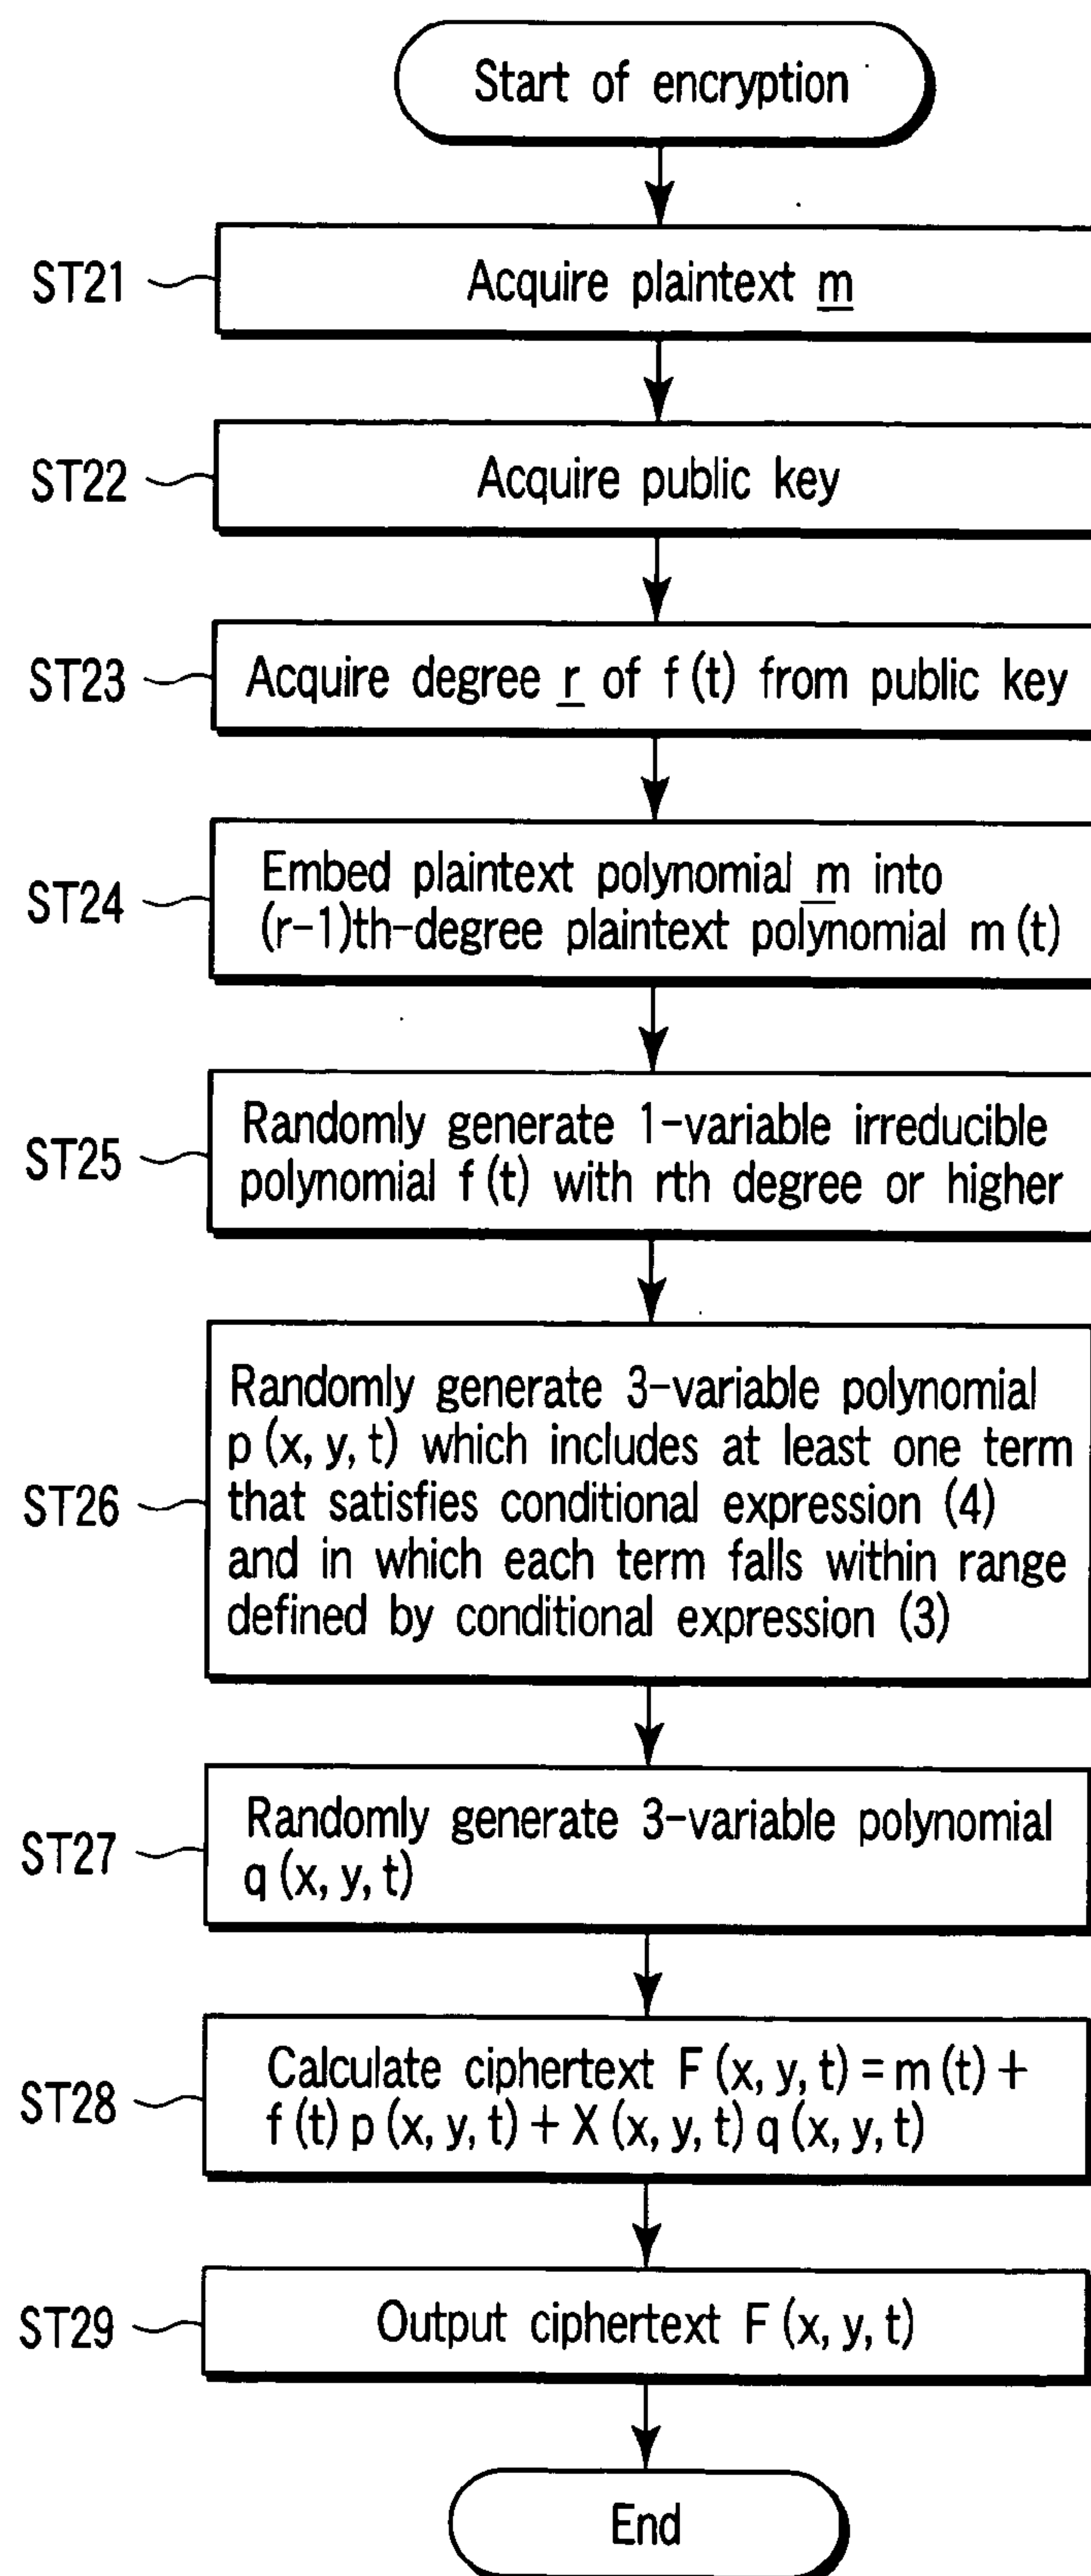 Start of encryption
ST21
Acquire plaintext m
ST22
Acquire public key
ST23
Acquire degree r of f(t) from public key
ST24
Embed plaintext polynomial m into
(r-1)th-degree plaintext polynomial m(t)
ST25
Randomly generate 1-variable irreducible
polynomial f(t) with rth degree or higher
ST26
Randomly generate 3-variable polynomial
p(x, y, t) which includes at least one term
that satisfies conditional expression (4)
and in which each term falls within range
defined by conditional expression (3)
ST27
Randomly generate 3-variable polynomial
q(x, y, t)
ST28
Calculate ciphertext F(x, y, t) = m(t) +
f(t) p(x, y, t) + X(x, y, t) q(x, y, t)
ST29
Output ciphertext F(x, y, t)
End